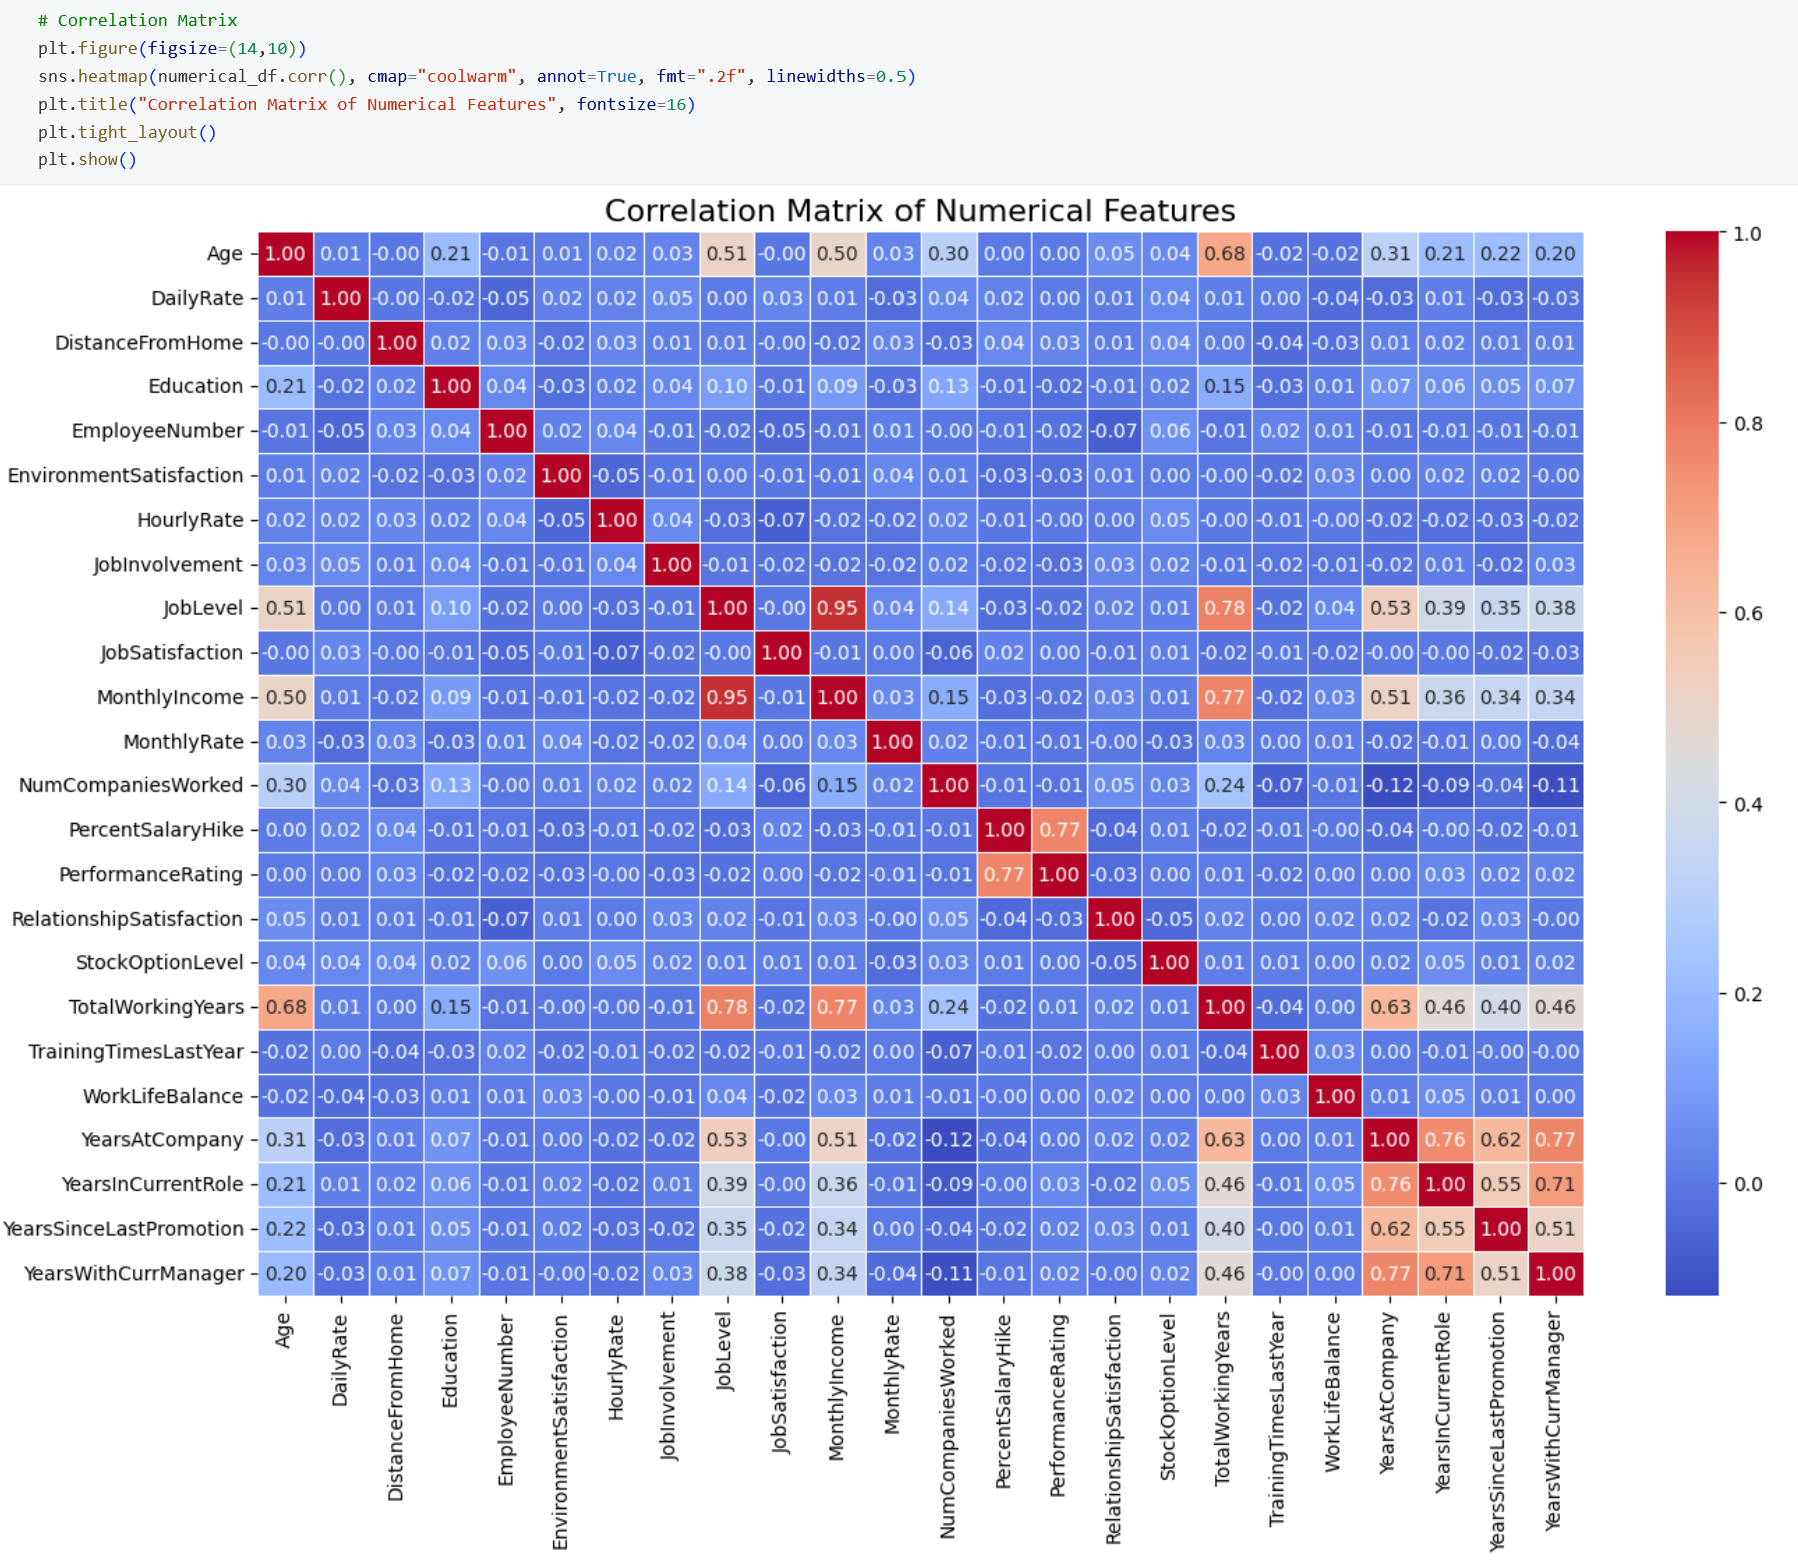 # Correlation Matrix
plt.figure(figsize=(14,10))
sns.heatmap(numerical_df.corr(), cmap="coolwarm", annot=True, fmt=".2f", linewidths=0.5)
plt.title("Correlation Matrix of Numerical Features", fontsize=16)
plt.tight_layout()
plt.show()
Correlation Matrix of Numerical Features
Age 1.00 0.01 -0.00 0.21 -0.01 0.01 0.02 0.03 0.51 -0.00 0.50 0.03 0.30 0.00 0.00 0.05 0.04 0.68 -0.02 -0.02 0.31 0.21 0.22 0.20
DailyRate 0.01 1.00 -0.00 -0.02 -0.05 0.02 0.02 0.05 0.00 0.03 0.01 -0.03 0.04 0.02 0.00 0.01 0.04 0.01 0.00 -0.04 -0.03 0.01 -0.03 -0.03
DistanceFromHome -0.00 -0.00 1.00 0.02 0.03 -0.02 0.03 0.01 0.01 -0.00 -0.02 0.03 -0.03 0.04 0.03 0.01 0.04 0.00 -0.04 -0.03 0.01 0.02 0.01 0.01
Education 0.21 -0.02 0.02 1.00 0.04 -0.03 0.02 0.04 0.10 -0.01 0.09 -0.03 0.13 -0.01 -0.02 -0.01 0.02 0.15 -0.03 0.01 0.07 0.06 0.05 0.07
EmployeeNumber -0.01 -0.05 0.03 0.04 1.00 0.02 0.04 -0.01 -0.02 -0.05 -0.01 0.01 -0.00 -0.01 -0.02 -0.07 0.06 -0.01 0.02 0.01 -0.01 -0.01 -0.01 -0.01
EnvironmentSatisfaction 0.01 0.02 -0.02 -0.03 0.02 1.00 -0.05 -0.01 0.00 -0.01 -0.01 0.04 0.01 -0.03 -0.03 0.01 0.00 -0.00 -0.02 0.03 0.00 0.02 0.02 -0.00
HourlyRate 0.02 0.02 0.03 0.02 0.04 -0.05 1.00 0.04 -0.03 -0.07 -0.02 -0.02 0.02 -0.01 -0.00 0.00 0.05 -0.00 -0.01 -0.00 -0.02 -0.02 -0.03 -0.02
JobInvolvement 0.03 0.05 0.01 0.04 -0.01 -0.01 0.04 1.00 -0.01 -0.02 -0.02 -0.02 0.02 -0.02 -0.03 0.03 0.02 -0.01 -0.02 -0.01 -0.02 0.01 -0.02 0.03
JobLevel 0.51 0.00 0.01 0.10 -0.02 0.00 -0.03 -0.01 1.00 -0.00 0.95 0.04 0.14 -0.03 -0.02 0.02 0.01 0.78 -0.02 0.04 0.53 0.39 0.35 0.38
JobSatisfaction -0.00 0.03 -0.00 -0.01 -0.05 -0.01 -0.07 -0.02 -0.00 1.00 -0.01 0.00 -0.06 0.02 0.00 -0.01 0.01 -0.02 -0.01 -0.02 -0.00 -0.00 -0.02 -0.03
MonthlyIncome 0.50 0.01 -0.02 0.09 -0.01 -0.01 -0.02 -0.02 0.95 -0.01 1.00 0.03 0.15 -0.03 -0.02 0.03 0.01 0.77 -0.02 0.03 0.51 0.36 0.34 0.34
MonthlyRate 0.03 -0.03 0.03 -0.03 0.01 0.04 -0.02 -0.02 0.04 0.00 0.03 1.00 0.02 -0.01 -0.01 -0.00 -0.03 0.03 0.00 0.01 -0.02 -0.01 0.00 -0.04
NumCompaniesWorked 0.30 0.04 -0.03 0.13 -0.00 0.01 0.02 0.02 0.14 -0.06 0.15 0.02 1.00 -0.01 -0.01 0.05 0.03 0.24 -0.07 -0.01 -0.12 -0.09 -0.04 -0.11
PercentSalaryHike 0.00 0.02 0.04 -0.01 -0.01 -0.03 -0.01 -0.02 -0.03 0.02 -0.03 -0.01 -0.01 1.00 0.77 -0.04 0.01 -0.02 -0.01 -0.00 -0.04 -0.00 -0.02 -0.01
PerformanceRating 0.00 0.00 0.03 -0.02 -0.02 -0.03 -0.00 -0.03 -0.02 0.00 -0.02 -0.01 -0.01 0.77 1.00 -0.03 0.00 0.01 -0.02 0.00 0.00 0.03 0.02 0.02
RelationshipSatisfaction 0.05 0.01 0.01 -0.01 -0.07 0.01 0.00 0.03 0.02 -0.01 0.03 -0.00 0.05 -0.04 -0.03 1.00 -0.05 0.02 0.00 0.02 0.02 -0.02 0.03 -0.00
StockOptionLevel 0.04 0.04 0.04 0.02 0.06 0.00 0.05 0.02 0.01 0.01 0.01 -0.03 0.03 0.01 0.00 -0.05 1.00 0.01 0.01 0.00 0.02 0.05 0.01 0.02
TotalWorkingYears 0.68 0.01 0.00 0.15 -0.01 -0.00 -0.00 -0.01 0.78 -0.02 0.77 0.03 0.24 -0.02 0.01 0.02 0.01 1.00 -0.04 0.00 0.63 0.46 0.40 0.46
TrainingTimesLastYear -0.02 0.00 -0.04 -0.03 0.02 -0.02 -0.01 -0.02 -0.02 -0.01 -0.02 0.00 -0.07 -0.01 -0.02 0.00 0.01 -0.04 1.00 0.03 0.00 -0.01 -0.00 -0.00
WorkLifeBalance -0.02 -0.04 -0.03 0.01 0.01 0.03 -0.00 -0.01 0.04 -0.02 0.03 0.01 -0.01 -0.00 0.00 0.02 0.00 0.00 0.03 1.00 0.01 0.05 0.01 0.00
YearsAtCompany 0.31 -0.03 0.01 0.07 -0.01 0.00 -0.02 -0.02 0.53 -0.00 0.51 -0.02 -0.12 -0.04 0.00 0.02 0.02 0.63 0.00 0.01 1.00 0.76 0.62 0.77
YearsInCurrentRole 0.21 0.01 0.02 0.06 -0.01 0.02 -0.02 0.01 0.39 -0.00 0.36 -0.01 -0.09 -0.00 0.03 -0.02 0.05 0.46 -0.01 0.05 0.76 1.00 0.55 0.71
YearsSinceLastPromotion 0.22 -0.03 0.01 0.05 -0.01 0.02 -0.03 -0.02 0.35 -0.02 0.34 0.00 -0.04 -0.02 0.02 0.03 0.01 0.40 -0.00 0.01 0.62 0.55 1.00 0.51
YearsWithCurrManager 0.20 -0.03 0.01 0.07 -0.01 -0.00 -0.02 0.03 0.38 -0.03 0.34 -0.04 -0.11 -0.01 0.02 -0.00 0.02 0.46 -0.00 0.00 0.77 0.71 0.51 1.00
Age
DailyRate
DistanceFromHome
Education
EmployeeNumber
EnvironmentSatisfaction
HourlyRate
JobInvolvement
JobLevel
JobSatisfaction
MonthlyIncome
MonthlyRate
NumCompaniesWorked
PercentSalaryHike
PerformanceRating
RelationshipSatisfaction
StockOptionLevel
TotalWorkingYears
TrainingTimesLastYear
WorkLifeBalance
YearsAtCompany
YearsInCurrentRole
YearsSinceLastPromotion
YearsWithCurrManager
1.0
0.8
0.6
0.4
0.2
0.0